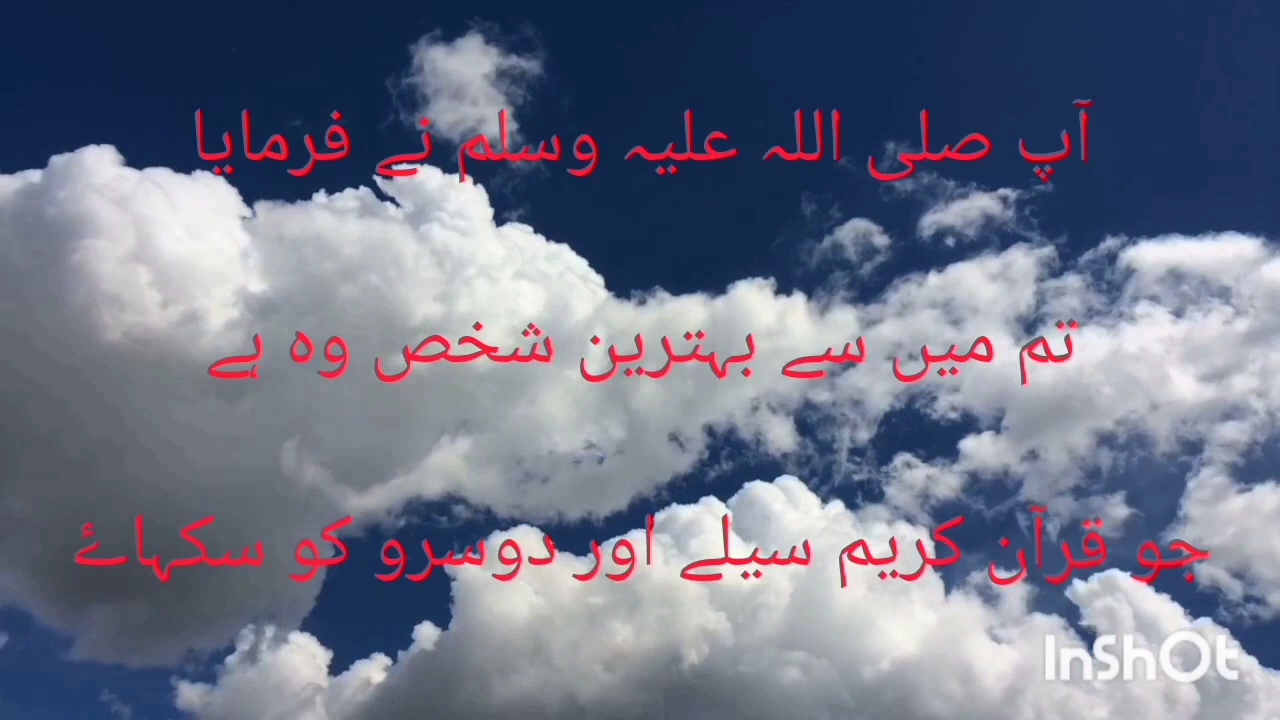 آپ صلی اللہ علیہ وسلم نے فرمایا
تم میں سے بہترین شخص وہ ہے
جو قرآن کریم سیلے اور دوسرو کو سکہاۓ
InShOt